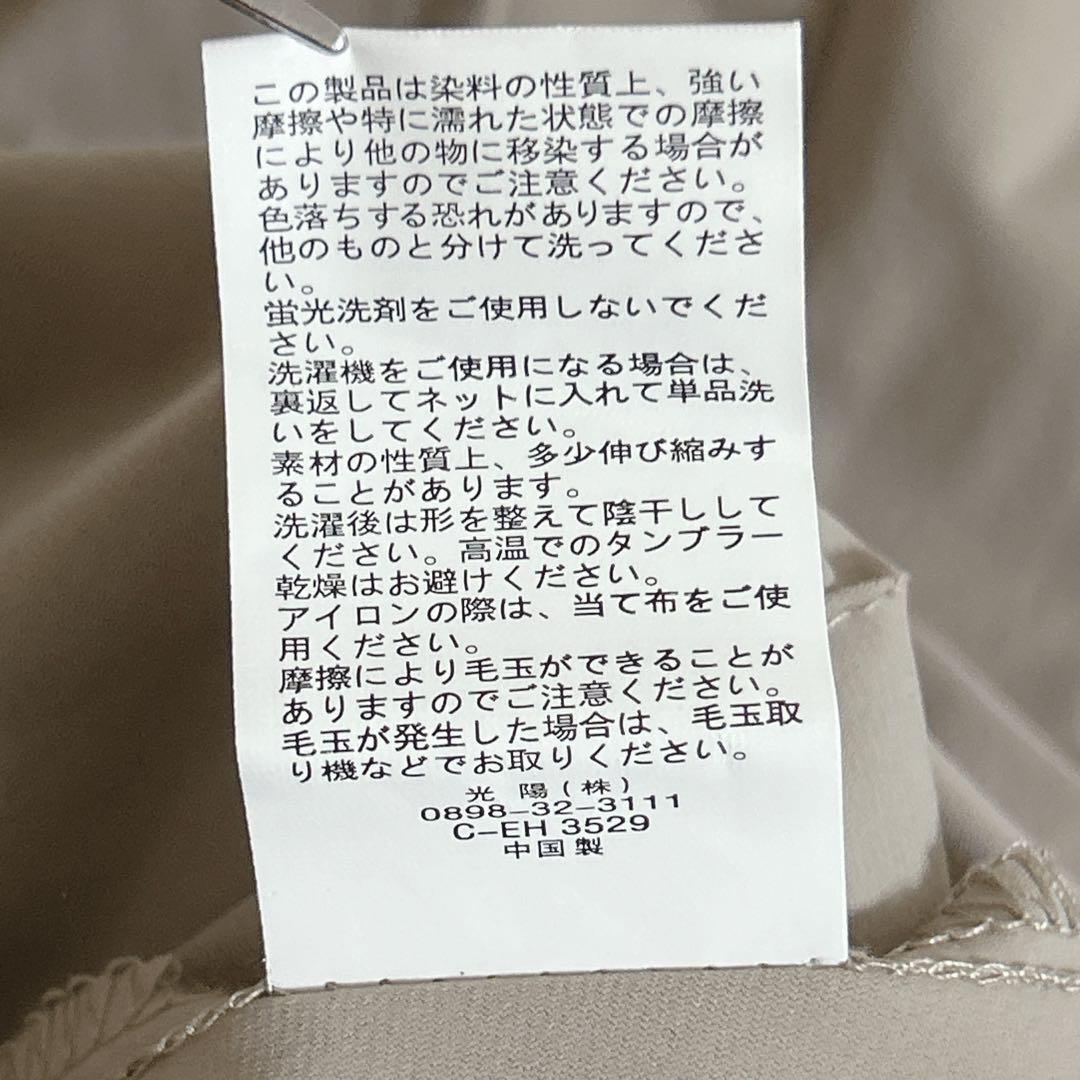 この製品は染料の性質上、強い
摩擦や特に濡れた状態での摩擦
により他の物に移染する場合が
ありますのでご注意ください。
色落ちする恐れがありますので、
他のものと分けて洗ってくださ
い。
蛍光洗剤をご使用しないでくだ
さい。
洗濯機をご使用になる場合は、
裏返してネットに入れて単品洗
いをしてください。
素材の性質上、多少伸び縮みす
ることがあります。
洗濯後は形を整えて陰干しして
ください。高温でのタンブラー
乾燥はお避けください。
アイロンの際は、当て布をご使
用ください。
摩擦により毛玉ができることが
ありますのでご注意ください。
毛玉が発生した場合は、毛玉取
り機などでお取りください。
光 陽(株)
0898-32-3111
C-EH 3529
中国製